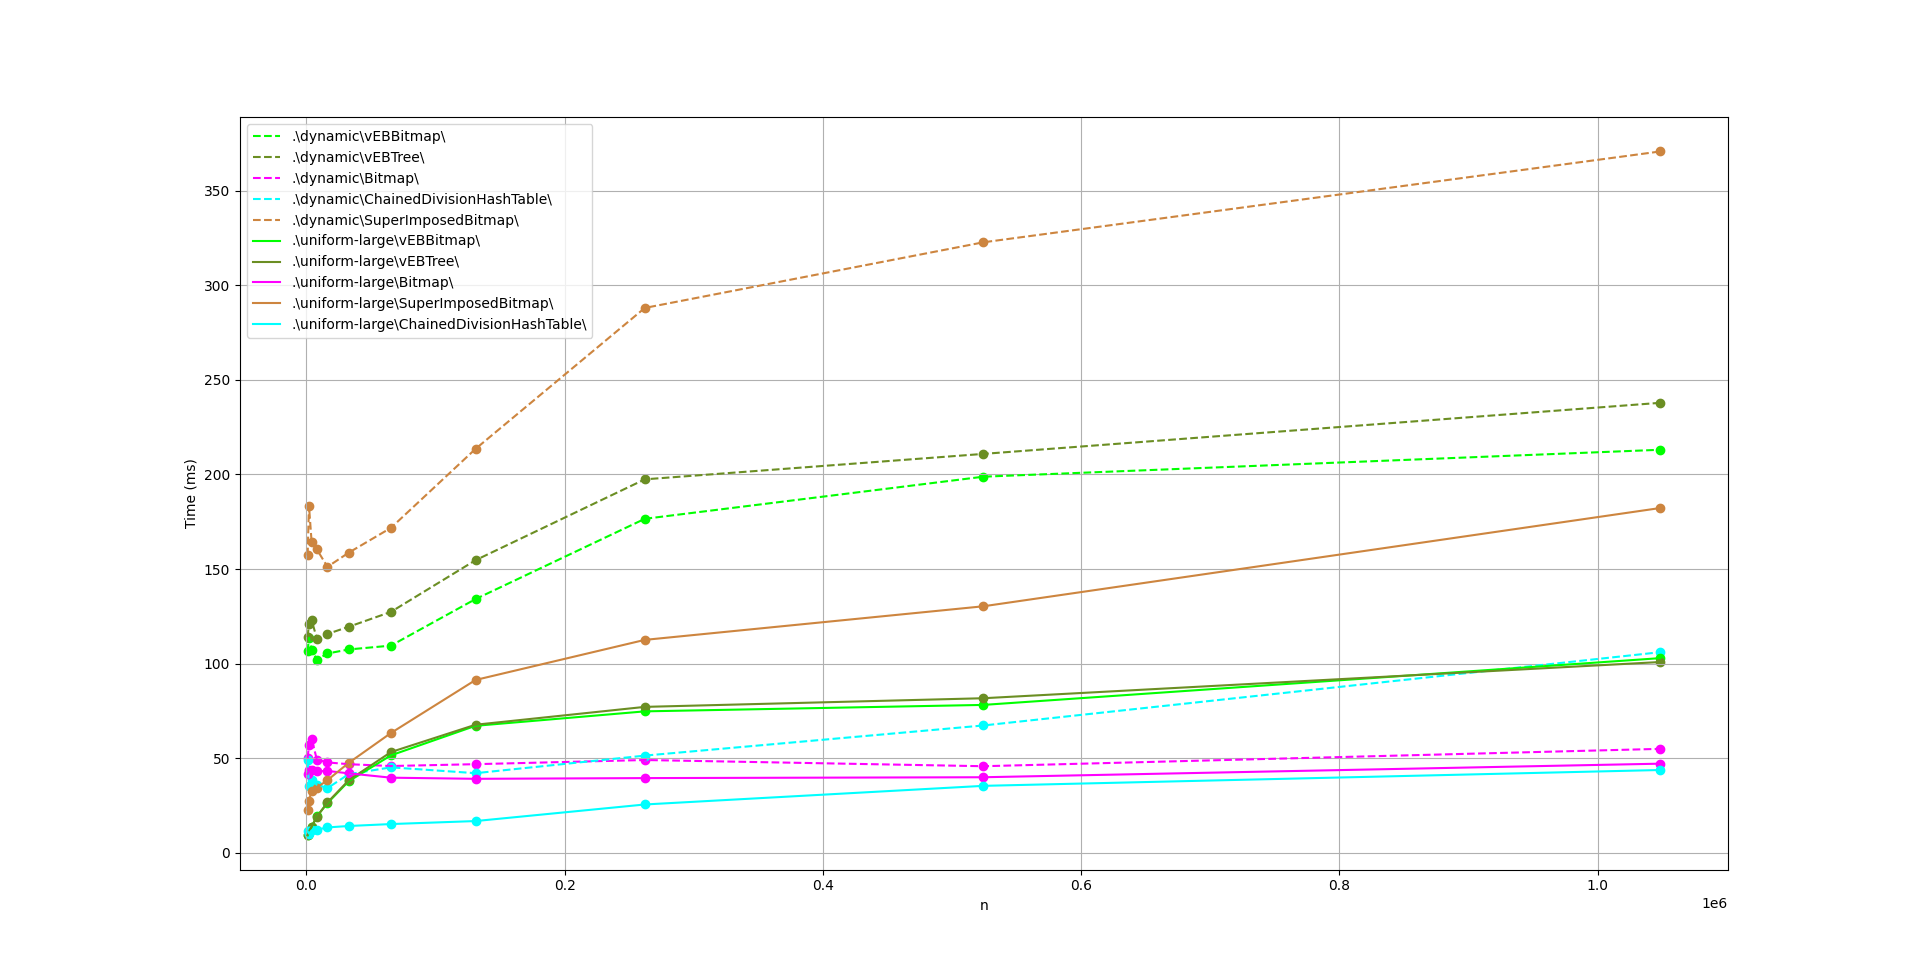 .\dynamic\vEBBitmap\
.\dynamic\vEBTree\
.\dynamic\Bitmap\
.\dynamic\ChainedDivisionHashTable\
.\dynamic\SuperImposedBitmap\
.\uniform-large\vEBBitmap\
.\uniform-large\vEBTree\
.\uniform-large\Bitmap\
.\uniform-large\SuperImposedBitmap\
.\uniform-large\ChainedDivisionHashTable\
350
300
250
200
150
100
50
0
Time (ms)
0.0 0.2 0.4 0.6 0.8 1.0
n
1e6